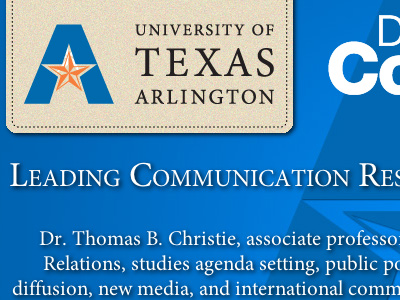 UNIVERSITY OF
TEXAS
ARLINGTON
D
Co
LEADING COMMUNICATION RES
Dr. Thomas B. Christie, associate professo
Relations, studies agenda setting, public po
diffusion, new media, and international comm